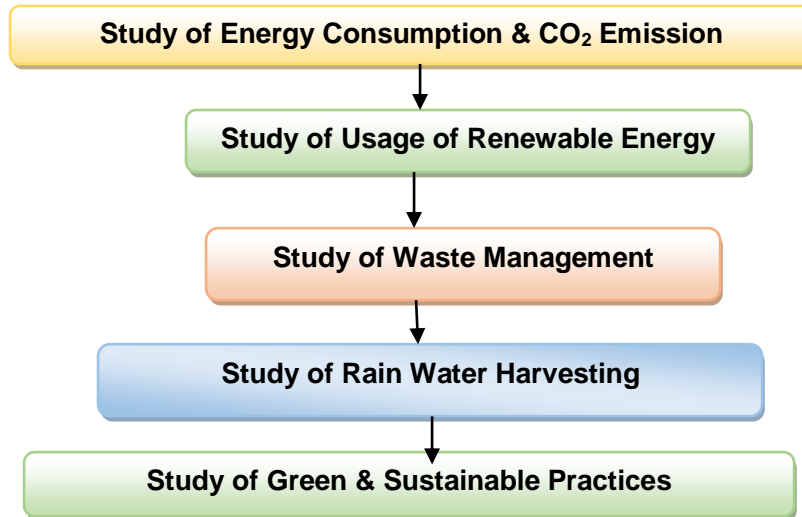 Study of Energy Consumption & CO₂ Emission
Study of Usage of Renewable Energy
Study of Waste Management
Study of Rain Water Harvesting
Study of Green & Sustainable Practices